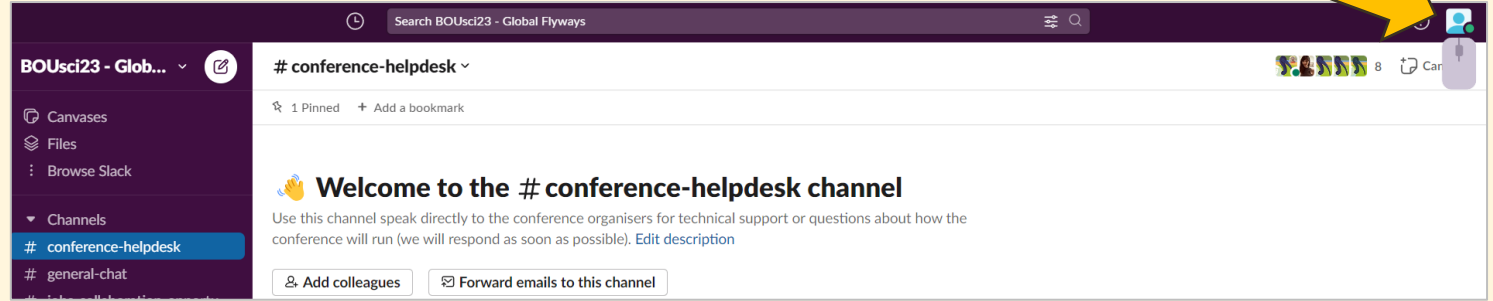 Search BOUsci23 - Global Flyways
BOUsci23 - Glob...
# conference-helpdesk
8
1 Pinned + Add a bookmark
Canvases
Files
Browse Slack
Channels
# conference-helpdesk
# general-chat
👋 Welcome to the # conference-helpdesk channel
Use this channel speak directly to the conference organisers for technical support or questions about how the
conference will run (we will respond as soon as possible). Edit description
Add colleagues
Forward emails to this channel